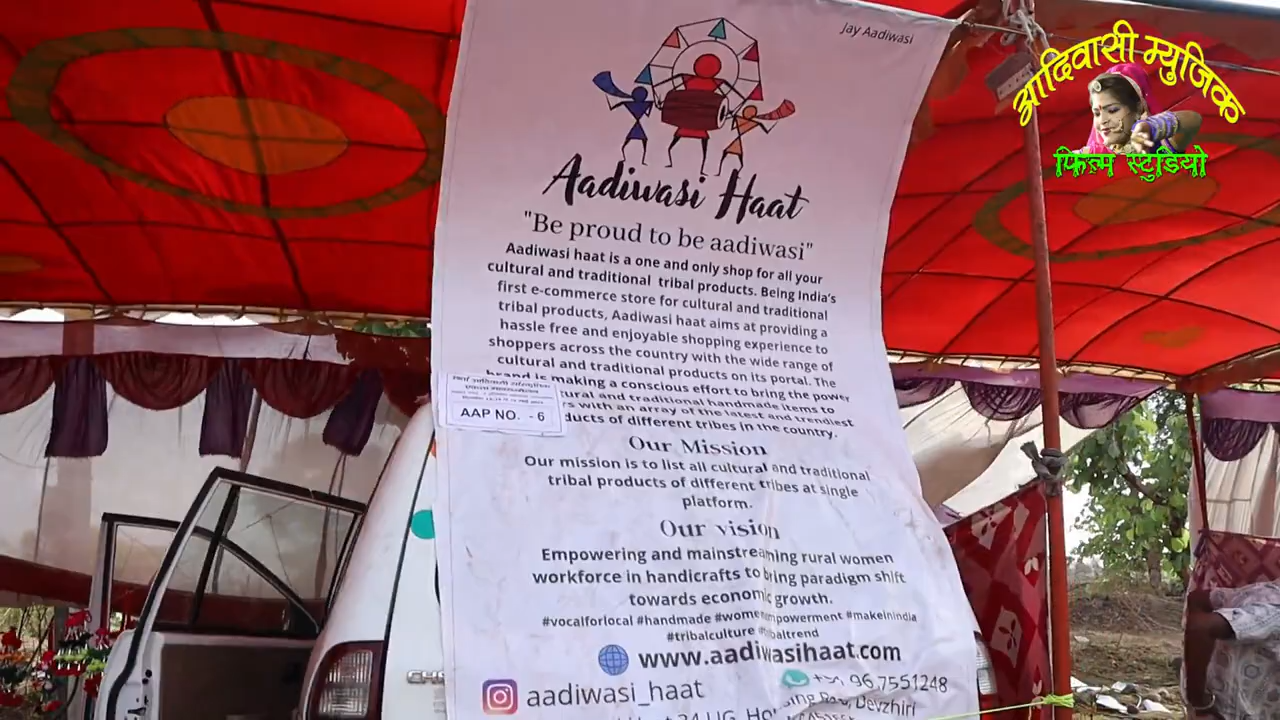 Jay Aadiwasi
आदिवासी म्युजिक
फिल्म स्टुडियो
Aadiwasi Haat
"Be proud to be aadiwasi"
Aadiwasi haat is a one and only shop for all your
cultural and traditional tribal products. Being India's
first e-commerce store for cultural and traditional
tribal products, Aadiwasi haat aims at providing a
hassle free and enjoyable shopping experience to
shoppers across the country with the wide range of
cultural and traditional products on its portal. The
brand is making a conscious effort to bring the power
tural and traditional handmade items to
rs with an array of the latest and trendiest
ducts of different tribes in the country.
AAP NO. - 6
Our Mission
Our mission is to list all cultural and traditional
tribal products of different tribes at single
platform.
Our vision
Empowering and mainstreaming rural women
workforce in handicrafts to bring paradigm shift
towards economic growth.
#vocalforlocal #handmade #womenempowerment #makeinindia
#tribalculture #tribaltrend
www.aadiwasihaat.com
aadiwasi_haat
967551248
Devzhiri